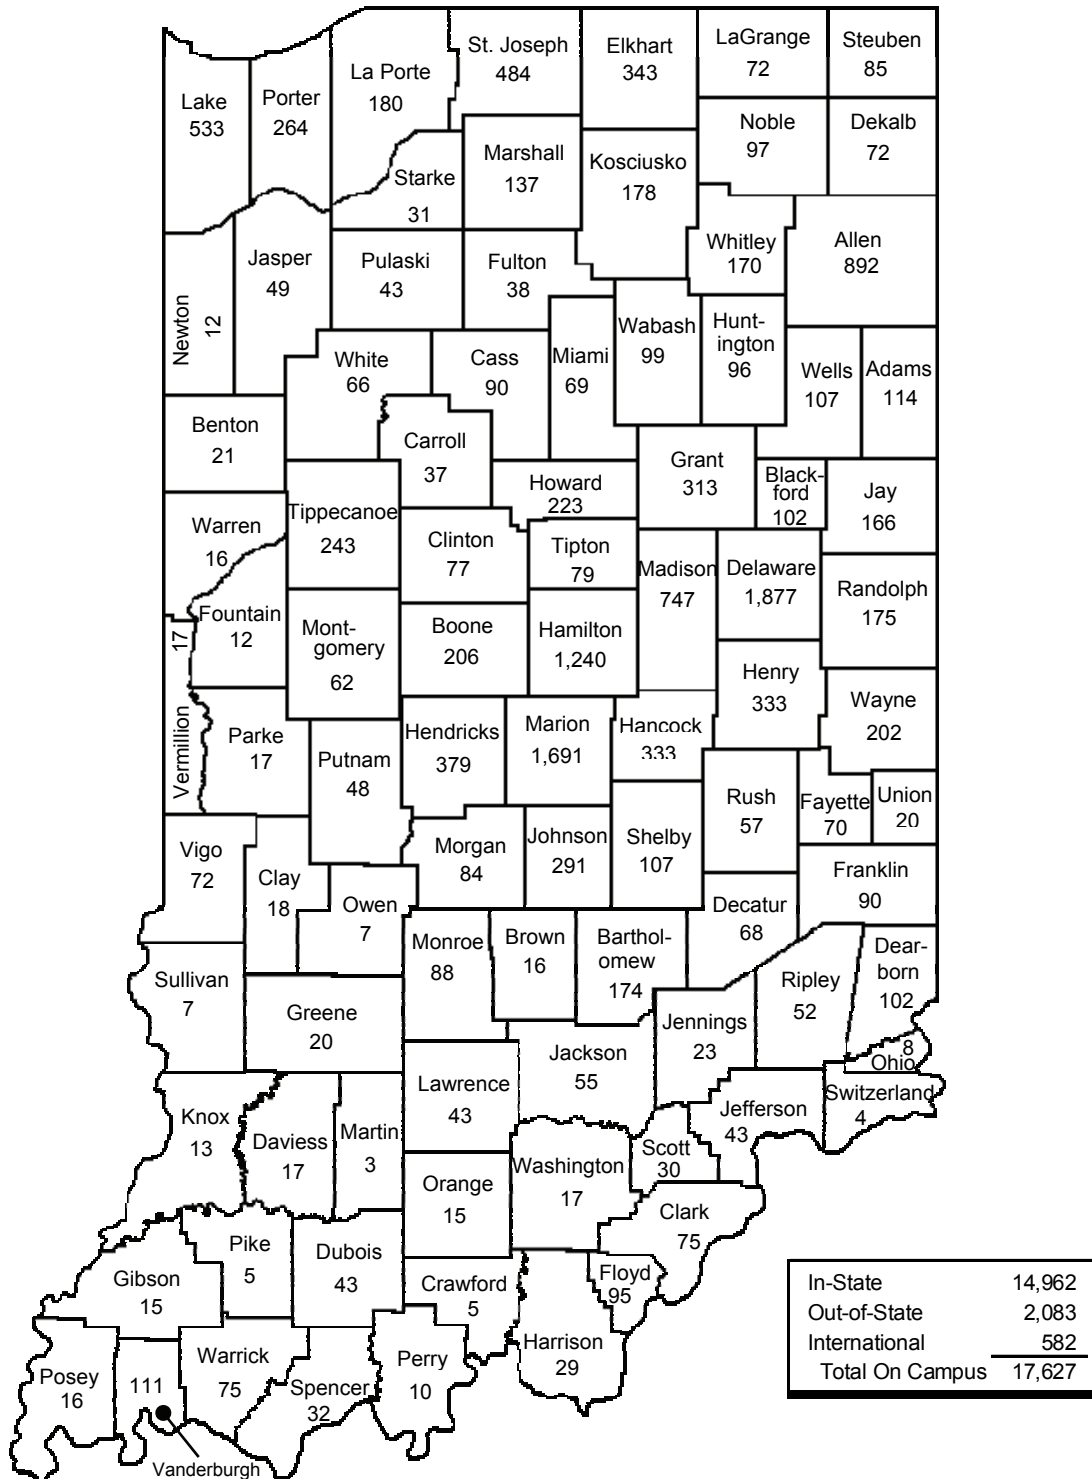 Lake
533
Porter
264
La Porte
180
St. Joseph
484
Elkhart
343
LaGrange
72
Steuben
85
Noble
97
Dekalb
72
Starke
31
Marshall
137
Kosciusko
178
Whitley
170
Allen
892
Newton
12
Jasper
49
Pulaski
43
Fulton
38
White
66
Cass
90
Miami
69
Wabash
99
Hunt-
ington
96
Wells
107
Adams
114
Benton
21
Carroll
37
Howard
223
Grant
313
Black-
ford
102
Jay
166
Warren
16
Tippecanoe
243
Clinton
77
Tipton
79
Madison
747
Delaware
1,877
Randolph
175
Fountain
12
Mont-
gomery
62
Boone
206
Hamilton
1,240
Henry
333
Wayne
202
Vermillion
17
Parke
17
Putnam
48
Hendricks
379
Marion
1,691
Hancock
333
Rush
57
Fayette
70
Union
20
Vigo
72
Clay
18
Owen
7
Morgan
84
Johnson
291
Shelby
107
Decatur
68
Franklin
90
Sullivan
7
Greene
20
Monroe
88
Brown
16
Barthol-
omew
174
Jennings
23
Ripley
52
Dear-
born
102
8
Ohio
Switzerland
4
Knox
13
Daviess
17
Martin
3
Lawrence
43
Jackson
55
Jefferson
43
Scott
30
Washington
17
Orange
15
Clark
75
Floyd
95
Harrison
29
Crawford
5
Gibson
15
Pike
5
Dubois
43
Perry
10
Posey
16
111
Vanderburgh
Warrick
75
Spencer
32
In-State 14,962
Out-of-State 2,083
International 582
Total On Campus 17,627